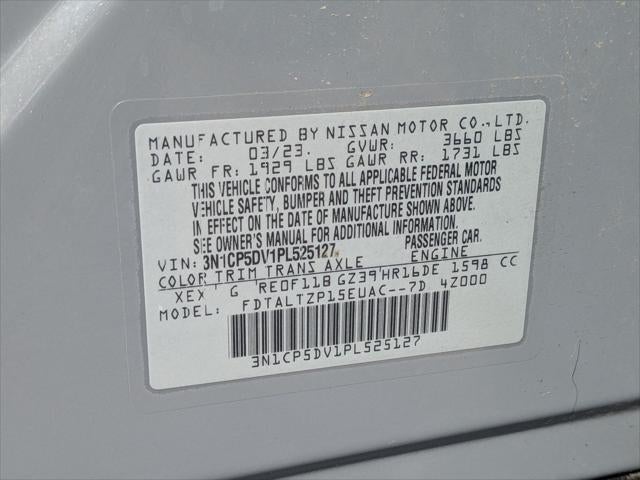 MANUFACTURED BY NISSAN MOTOR CO.,LTD.
DATE: 03/23. GVWR: 3660 LBS
GAWR FR: 1929 LBS GAWR RR: 1731 LBS
THIS VEHICLE CONFORMS TO ALL APPLICABLE FEDERAL MOTOR
VEHICLE SAFETY, BUMPER AND THEFT PREVENTION STANDARDS
IN EFFECT ON THE DATE OF MANUFACTURE SHOWN ABOVE.
SEE OWNER'S MANUAL FOR ADDITIONAL INFORMATION.
VIN: 3N1CP5DV1PL525127 PASSENGER CAR.
COLOR TRIM TRANS AXLE
XEX G RE0F11B GZ39 HR16DE 1598 CC
MODEL: FDTALTZP15EUAC--7D 4Z000
3N1CP5DV1PL525127